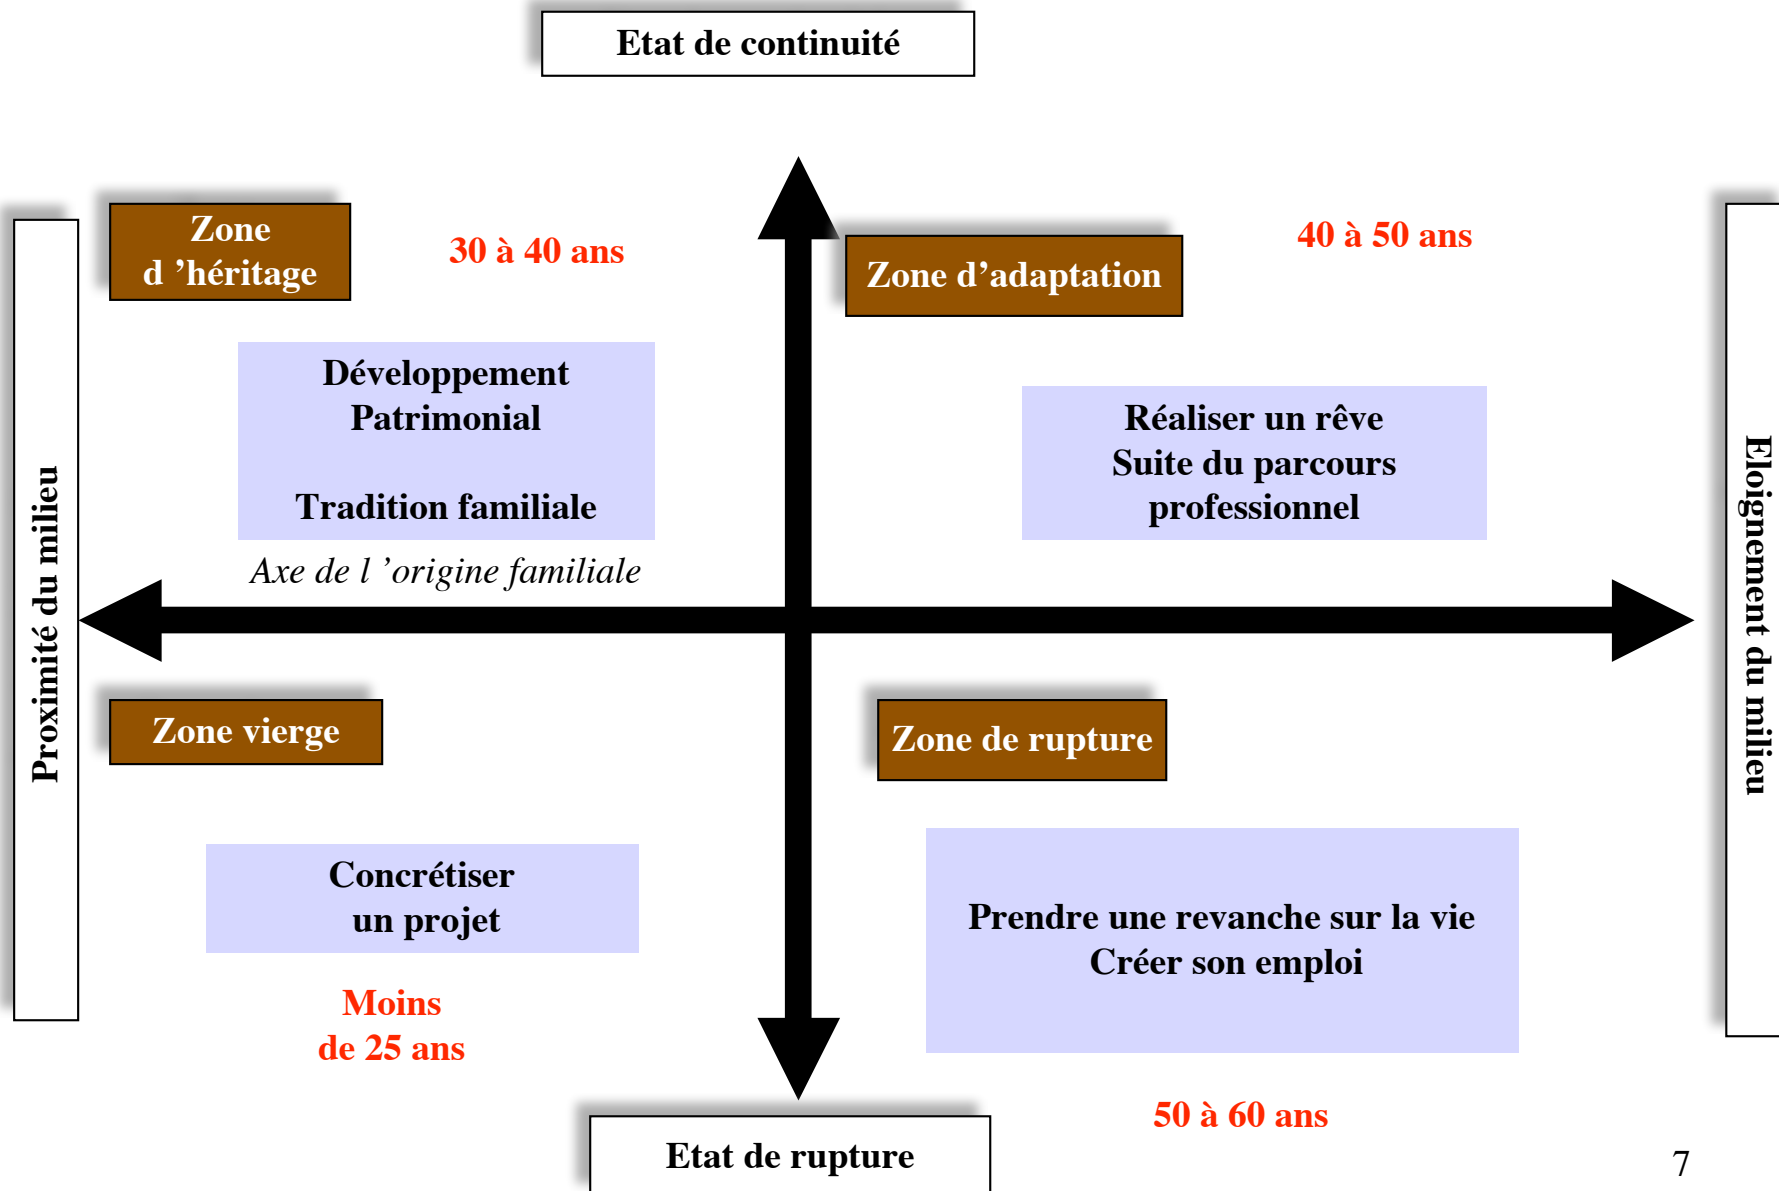 Etat de continuité
Zone
d ’héritage
30 à 40 ans
Zone d’adaptation
40 à 50 ans
Développement
Patrimonial
Tradition familiale
Réaliser un rêve
Suite du parcours
professionnel
Axe de l ’origine familiale
Proximité du milieu
Eloignement du milieu
Zone vierge
Zone de rupture
Concrétiser
un projet
Prendre une revanche sur la vie
Créer son emploi
Moins
de 25 ans
50 à 60 ans
Etat de rupture
7